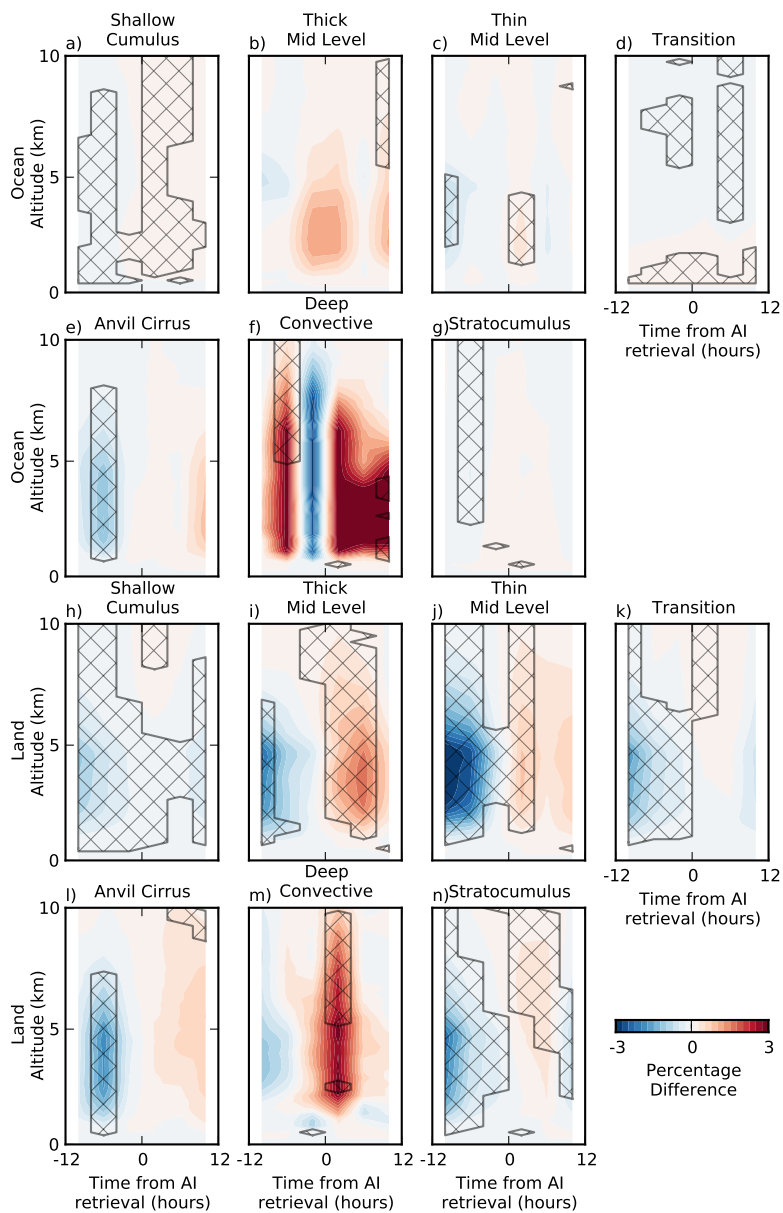 Shallow
Cumulus
Thick
Mid Level
Thin
Mid Level
Transition
a)
b)
c)
d)
10
5
0
Ocean
Altitude (km)
-12
0
12
Time from AI
retrieval (hours)
Anvil Cirrus
Deep
Convective
Stratocumulus
e)
f)
g)
10
5
0
Ocean
Altitude (km)
Shallow
Cumulus
Thick
Mid Level
Thin
Mid Level
Transition
h)
i)
j)
k)
10
5
0
Land
Altitude (km)
-12
0
12
Time from AI
retrieval (hours)
Anvil Cirrus
Deep
Convective
Stratocumulus
l)
m)
n)
10
5
0
Land
Altitude (km)
-12
0
12
-12
0
12
-12
0
12
Time from AI
retrieval (hours)
Time from AI
retrieval (hours)
Time from AI
retrieval (hours)
-3
0
3
Percentage
Difference